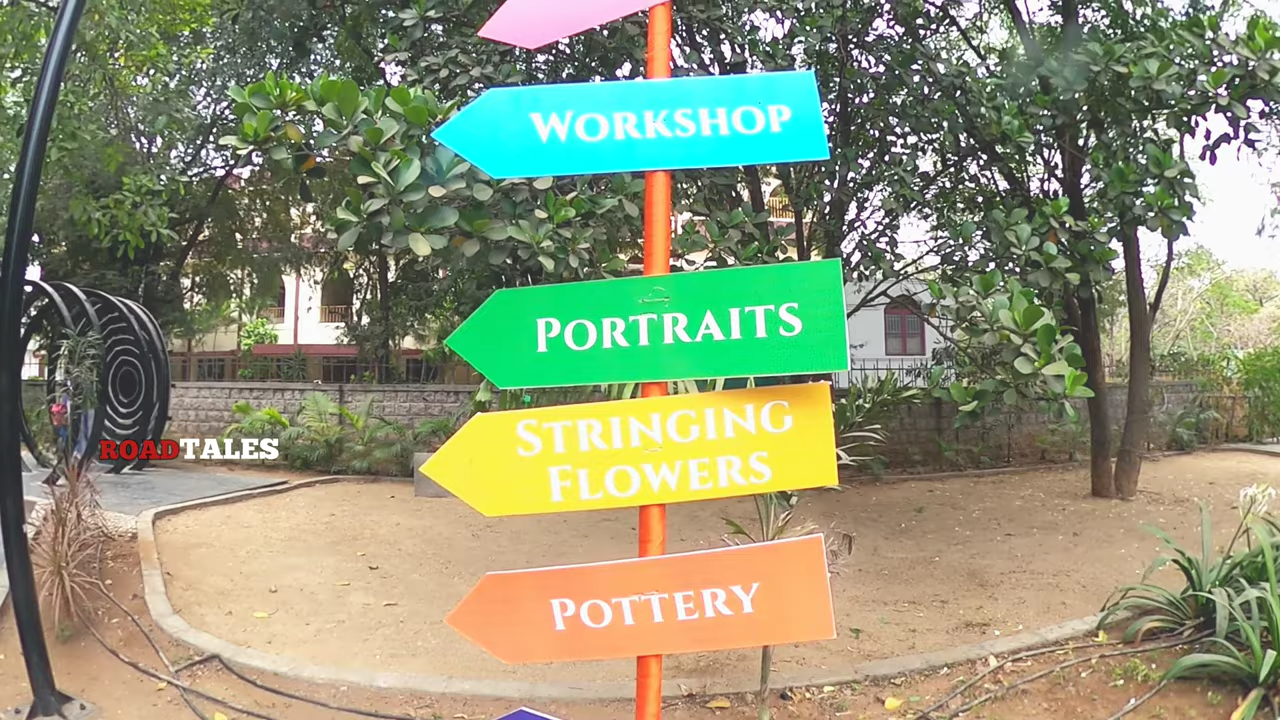 WORKSHOP
PORTRAITS
STRINGING
FLOWERS
ROADTALES
POTTERY